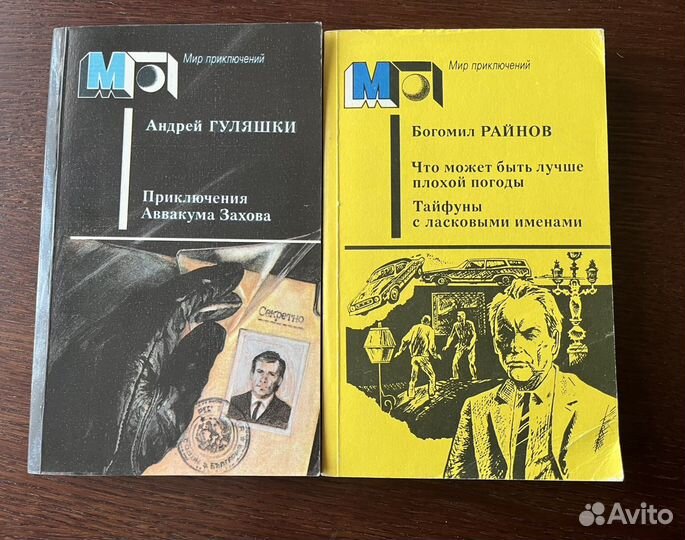 М
Мир приключений
Андрей ГУЛЯШКИ
Приключения
Аввакума Захова
Секретно
М
Мир приключений
Богомил РАЙНОВ
Что может быть лучше
плохой погоды
Тайфуны
с ласковыми именами
Avito